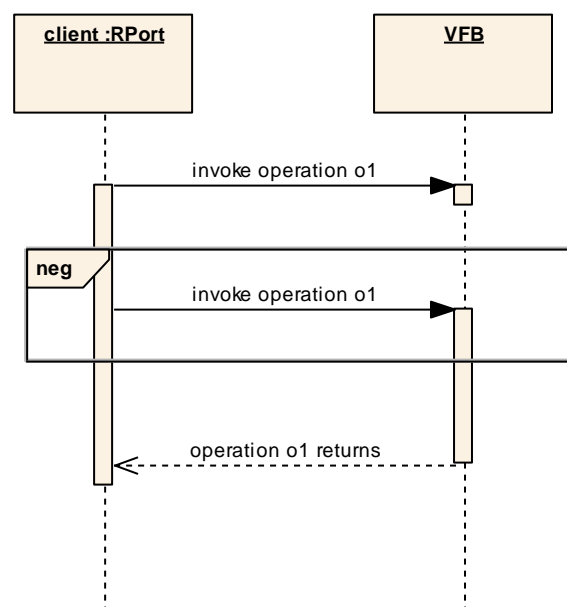 client :RPort
VFB
invoke operation o1
neg
invoke operation o1
operation o1 returns